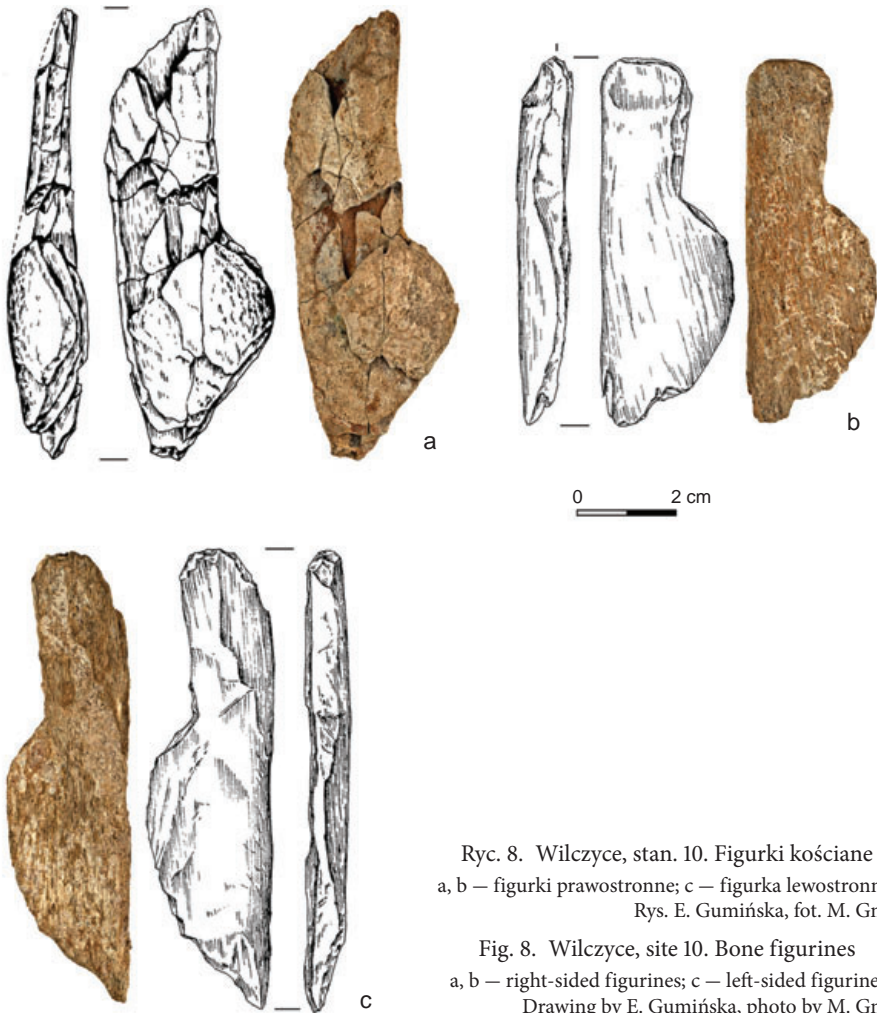 a
b
0 2 cm
c
Ryc. 8. Wilczyce, stan. 10. Figurki kościane
a, b — figurki prawostronne; c — figurka lewostronn
Rys. E. Gumińska, fot. M. Gr
Fig. 8. Wilczyce, site 10. Bone figurines
a, b — right-sided figurines; c — left-sided figurine
Drawing by E. Gumińska, photo by M. Gr